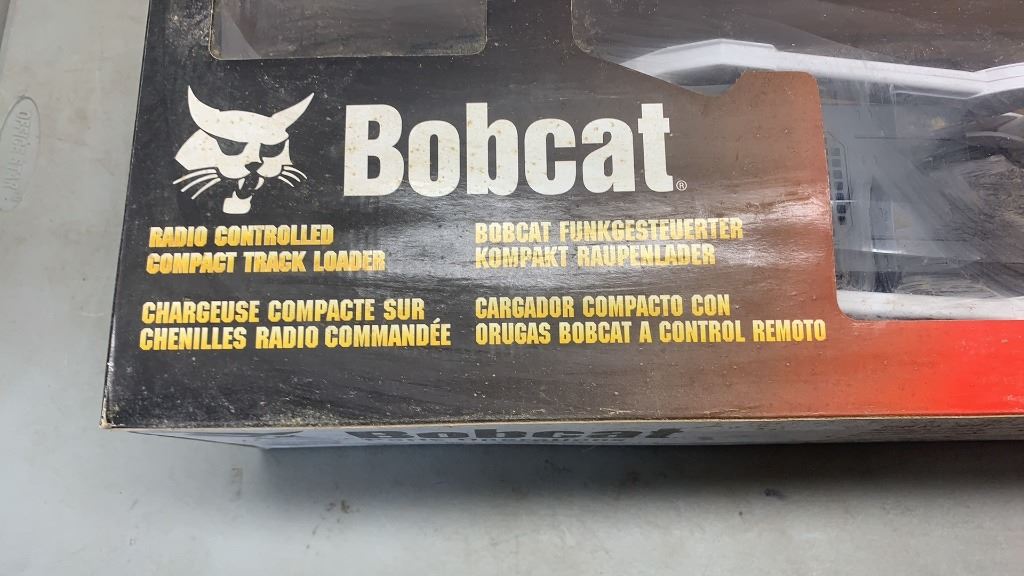 Bobcat®
RADIO CONTROLLED
COMPACT TRACK LOADER
BOBCAT FUNKGESTEUERTER
KOMPAKT RAUPENLADER
CHARGEUSE COMPACTE SUR
CHENILLES RADIO COMMANDÉE
CARGADOR COMPACTO CON
ORUGAS BOBCAT A CONTROL REMOTO
Bobcat